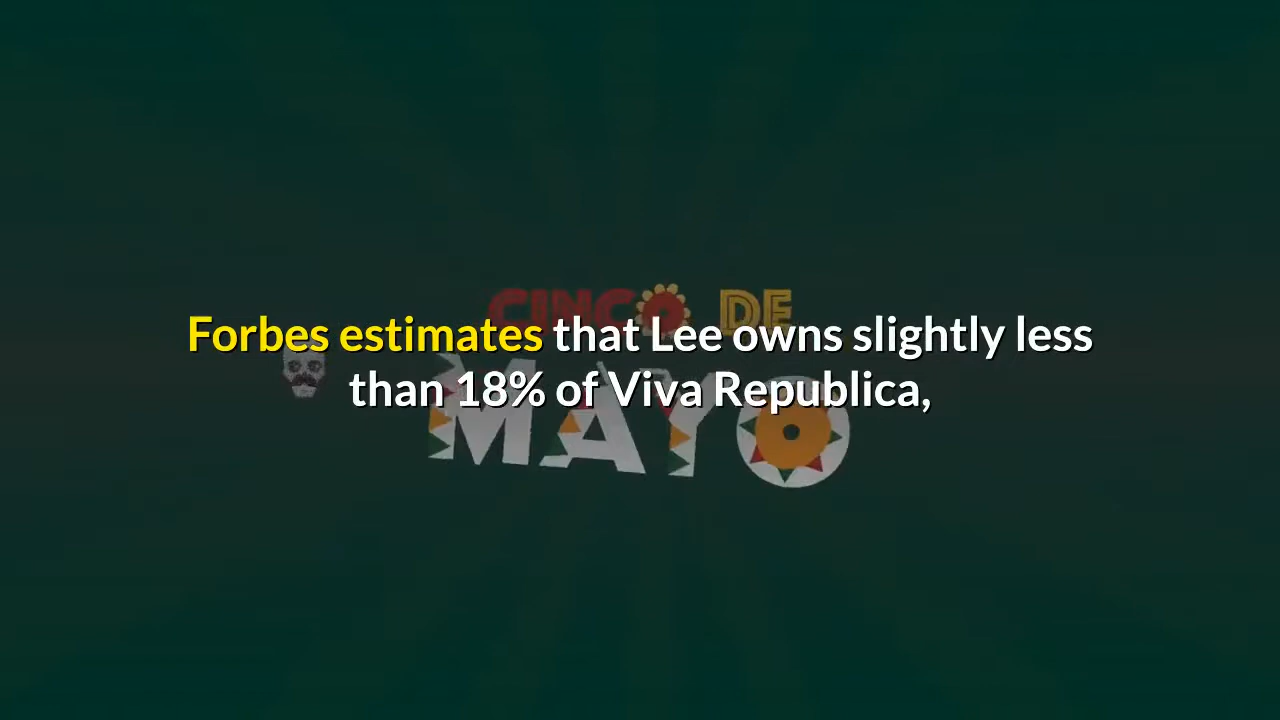 CINCO DE
Forbes estimates that Lee owns slightly less
than 18% of Viva Republica,
MAYO